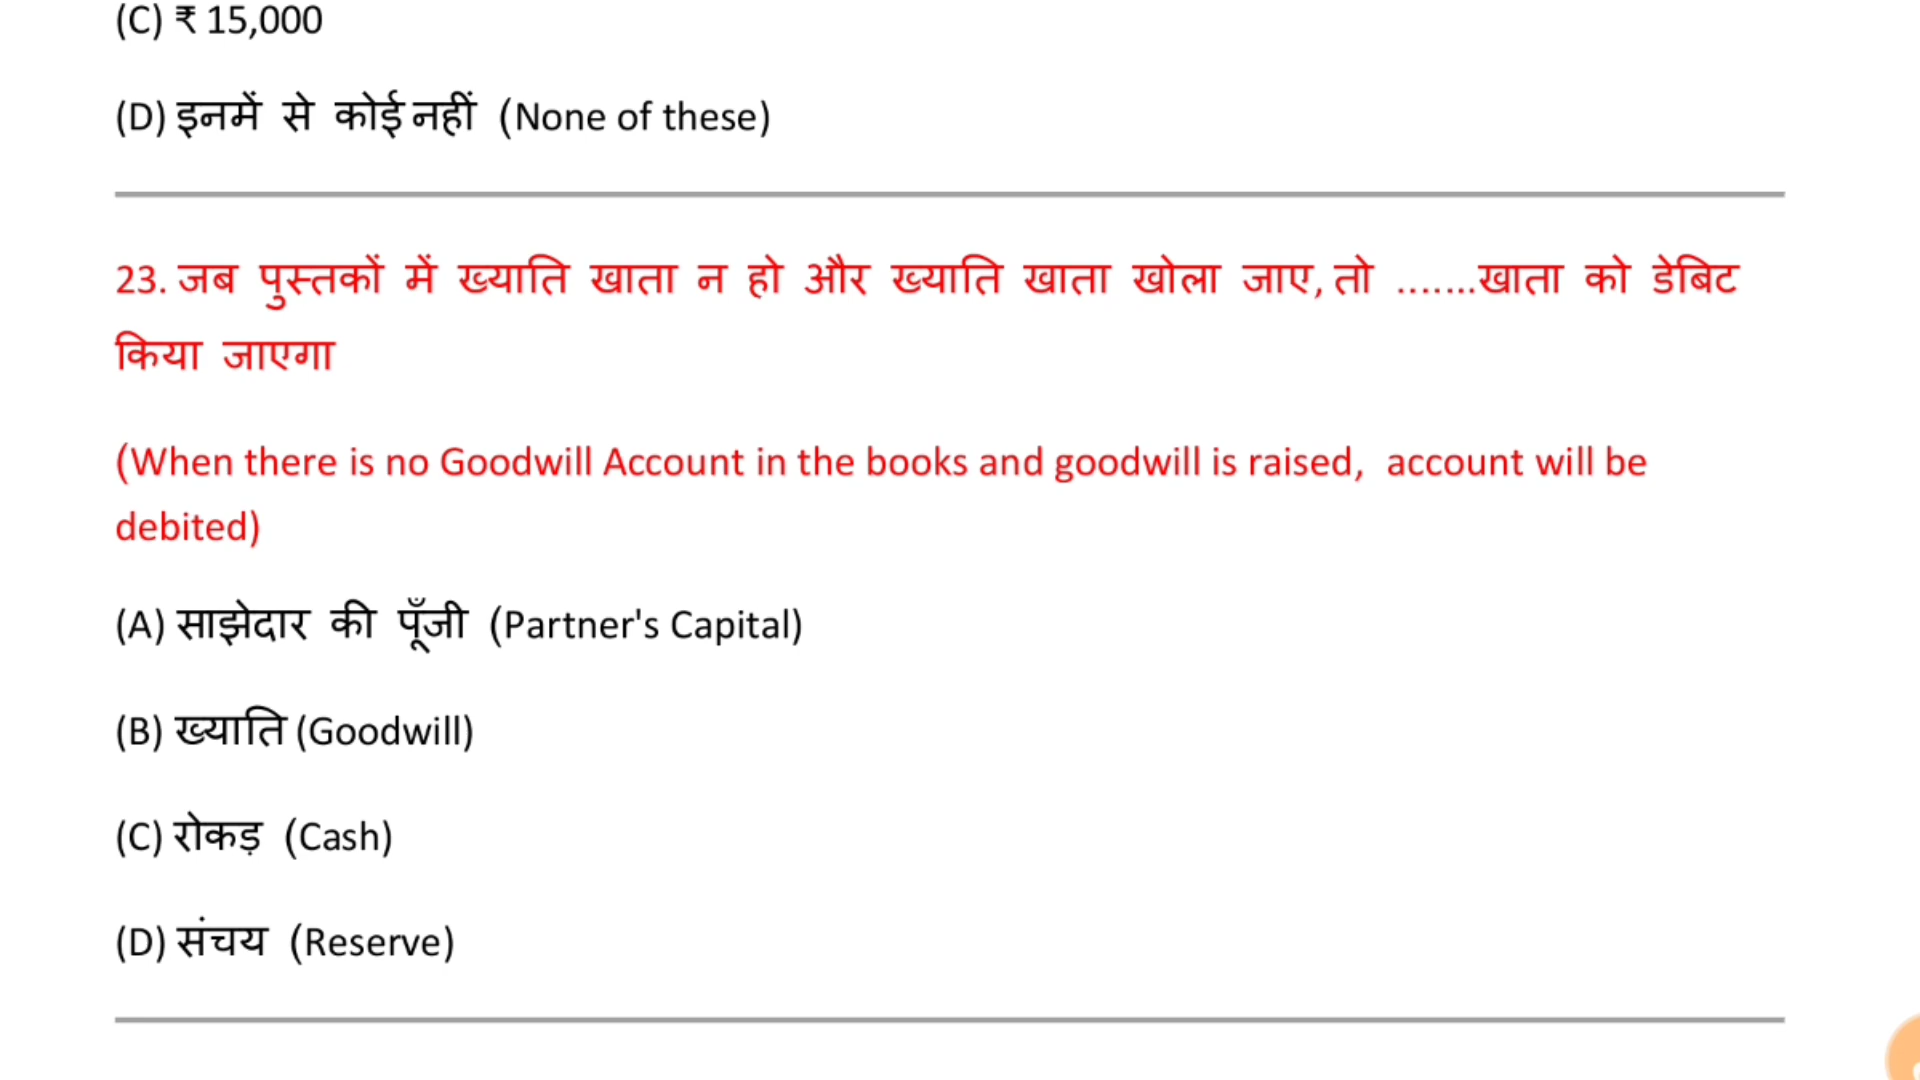 (C) ₹ 15,000
(D) इनमें से कोई नहीं (None of these)
23. जब पुस्तकों में ख्याति खाता न हो और ख्याति खाता खोला जाए, तो .......खाता को डेबिट
किया जाएगा
(When there is no Goodwill Account in the books and goodwill is raised, account will be
debited)
(A) साझेदार की पूँजी (Partner's Capital)
(B) ख्याति (Goodwill)
(C) रोकड़ (Cash)
(D) संचय (Reserve)